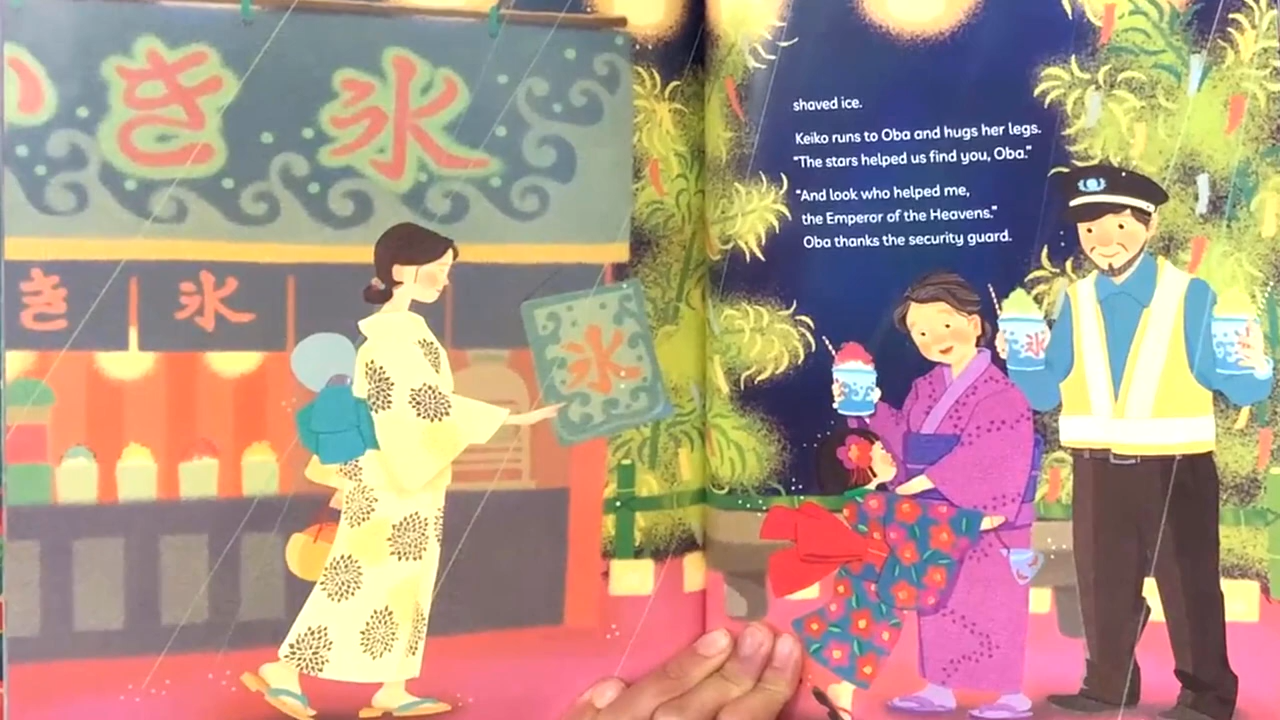 き 氷
き 氷
氷
shaved ice.
Keiko runs to Oba and hugs her legs.
"The stars helped us find you, Oba."
"And look who helped me,
the Emperor of the Heavens."
Oba thanks the security guard.
氷
氷